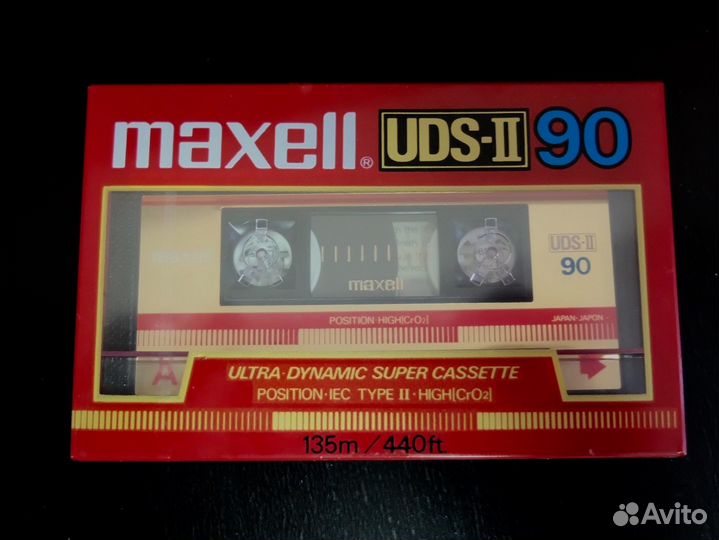 maxell® UDS-II 90
maxell
UDS-II
90
maxell
POSITION·HIGH[CrO2]
JAPAN-JAPON
A
ULTRA-DYNAMIC SUPER CASSETTE
POSITION·IEC TYPE II·HIGH[CrO2]
135m/440ft.
Avito